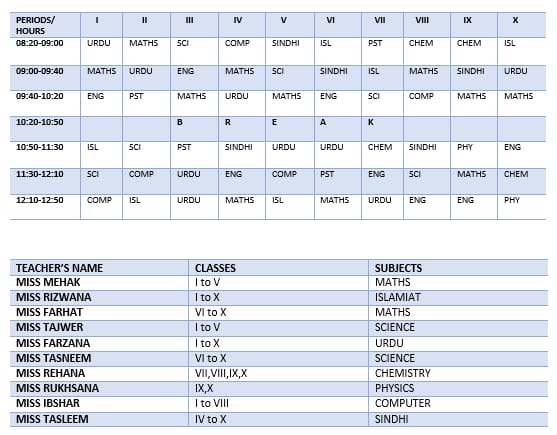 PERIODS/ HOURS I II III IV V VI VII VIII IX X
08:20-09:00 URDU MATHS SCI COMP SINDHI ISL PST CHEM CHEM ISL
09:00-09:40 MATHS URDU ENG MATHS SCI SINDHI ISL MATHS SINDHI URDU
09:40-10:20 ENG PST MATHS URDU MATHS ENG SCI COMP MATHS MATHS
10:20-10:50 B R E A K
10:50-11:30 ISL SCI PST SINDHI URDU URDU CHEM SINDHI PHY ENG
11:30-12:10 SCI COMP URDU ENG COMP PST ENG SCI MATHS CHEM
12:10-12:50 COMP ISL URDU MATHS ISL MATHS URDU ENG ENG PHY
TEACHER'S NAME CLASSES SUBJECTS
MISS MEHAK I to V MATHS
MISS RIZWANA I to X ISLAMIAT
MISS FARHAT VI to X MATHS
MISS TAJWER I to V SCIENCE
MISS FARZANA I to X URDU
MISS TASNEEM VI to X SCIENCE
MISS REHANA VII,VIII,IX,X CHEMISTRY
MISS RUKHSANA IX,X PHYSICS
MISS IBSHAR I to VIII COMPUTER
MISS TASLEEM IV to X SINDHI